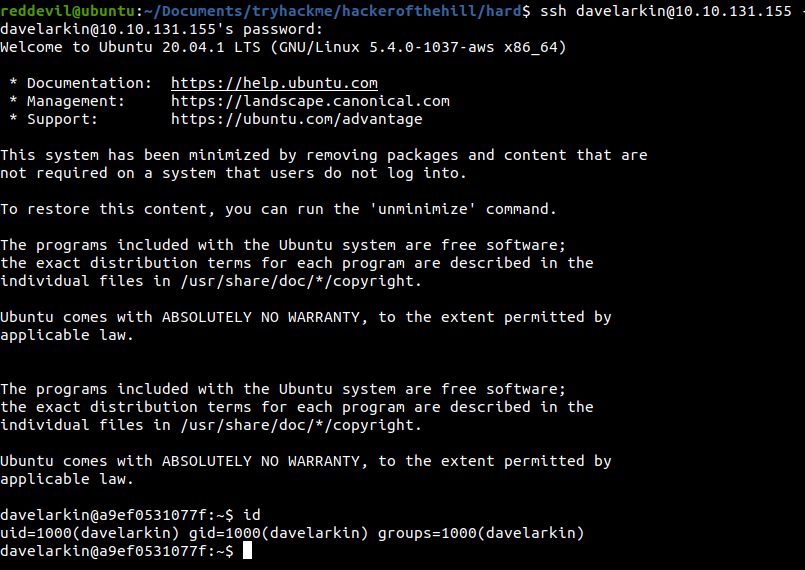 reddevil@ubuntu:~/Documents/tryhackme/hackerofthehill/hard$ ssh davelarkin@10.10.131.155 -
davelarkin@10.10.131.155's password:
Welcome to Ubuntu 20.04.1 LTS (GNU/Linux 5.4.0-1037-aws x86_64)

 * Documentation:  https://help.ubuntu.com
 * Management:     https://landscape.canonical.com
 * Support:        https://ubuntu.com/advantage

This system has been minimized by removing packages and content that are
not required on a system that users do not log into.

To restore this content, you can run the 'unminimize' command.

The programs included with the Ubuntu system are free software;
the exact distribution terms for each program are described in the
individual files in /usr/share/doc/*/copyright.

Ubuntu comes with ABSOLUTELY NO WARRANTY, to the extent permitted by
applicable law.


The programs included with the Ubuntu system are free software;
the exact distribution terms for each program are described in the
individual files in /usr/share/doc/*/copyright.

Ubuntu comes with ABSOLUTELY NO WARRANTY, to the extent permitted by
applicable law.

davelarkin@a9ef0531077f:~$ id
uid=1000(davelarkin) gid=1000(davelarkin) groups=1000(davelarkin)
davelarkin@a9ef0531077f:~$